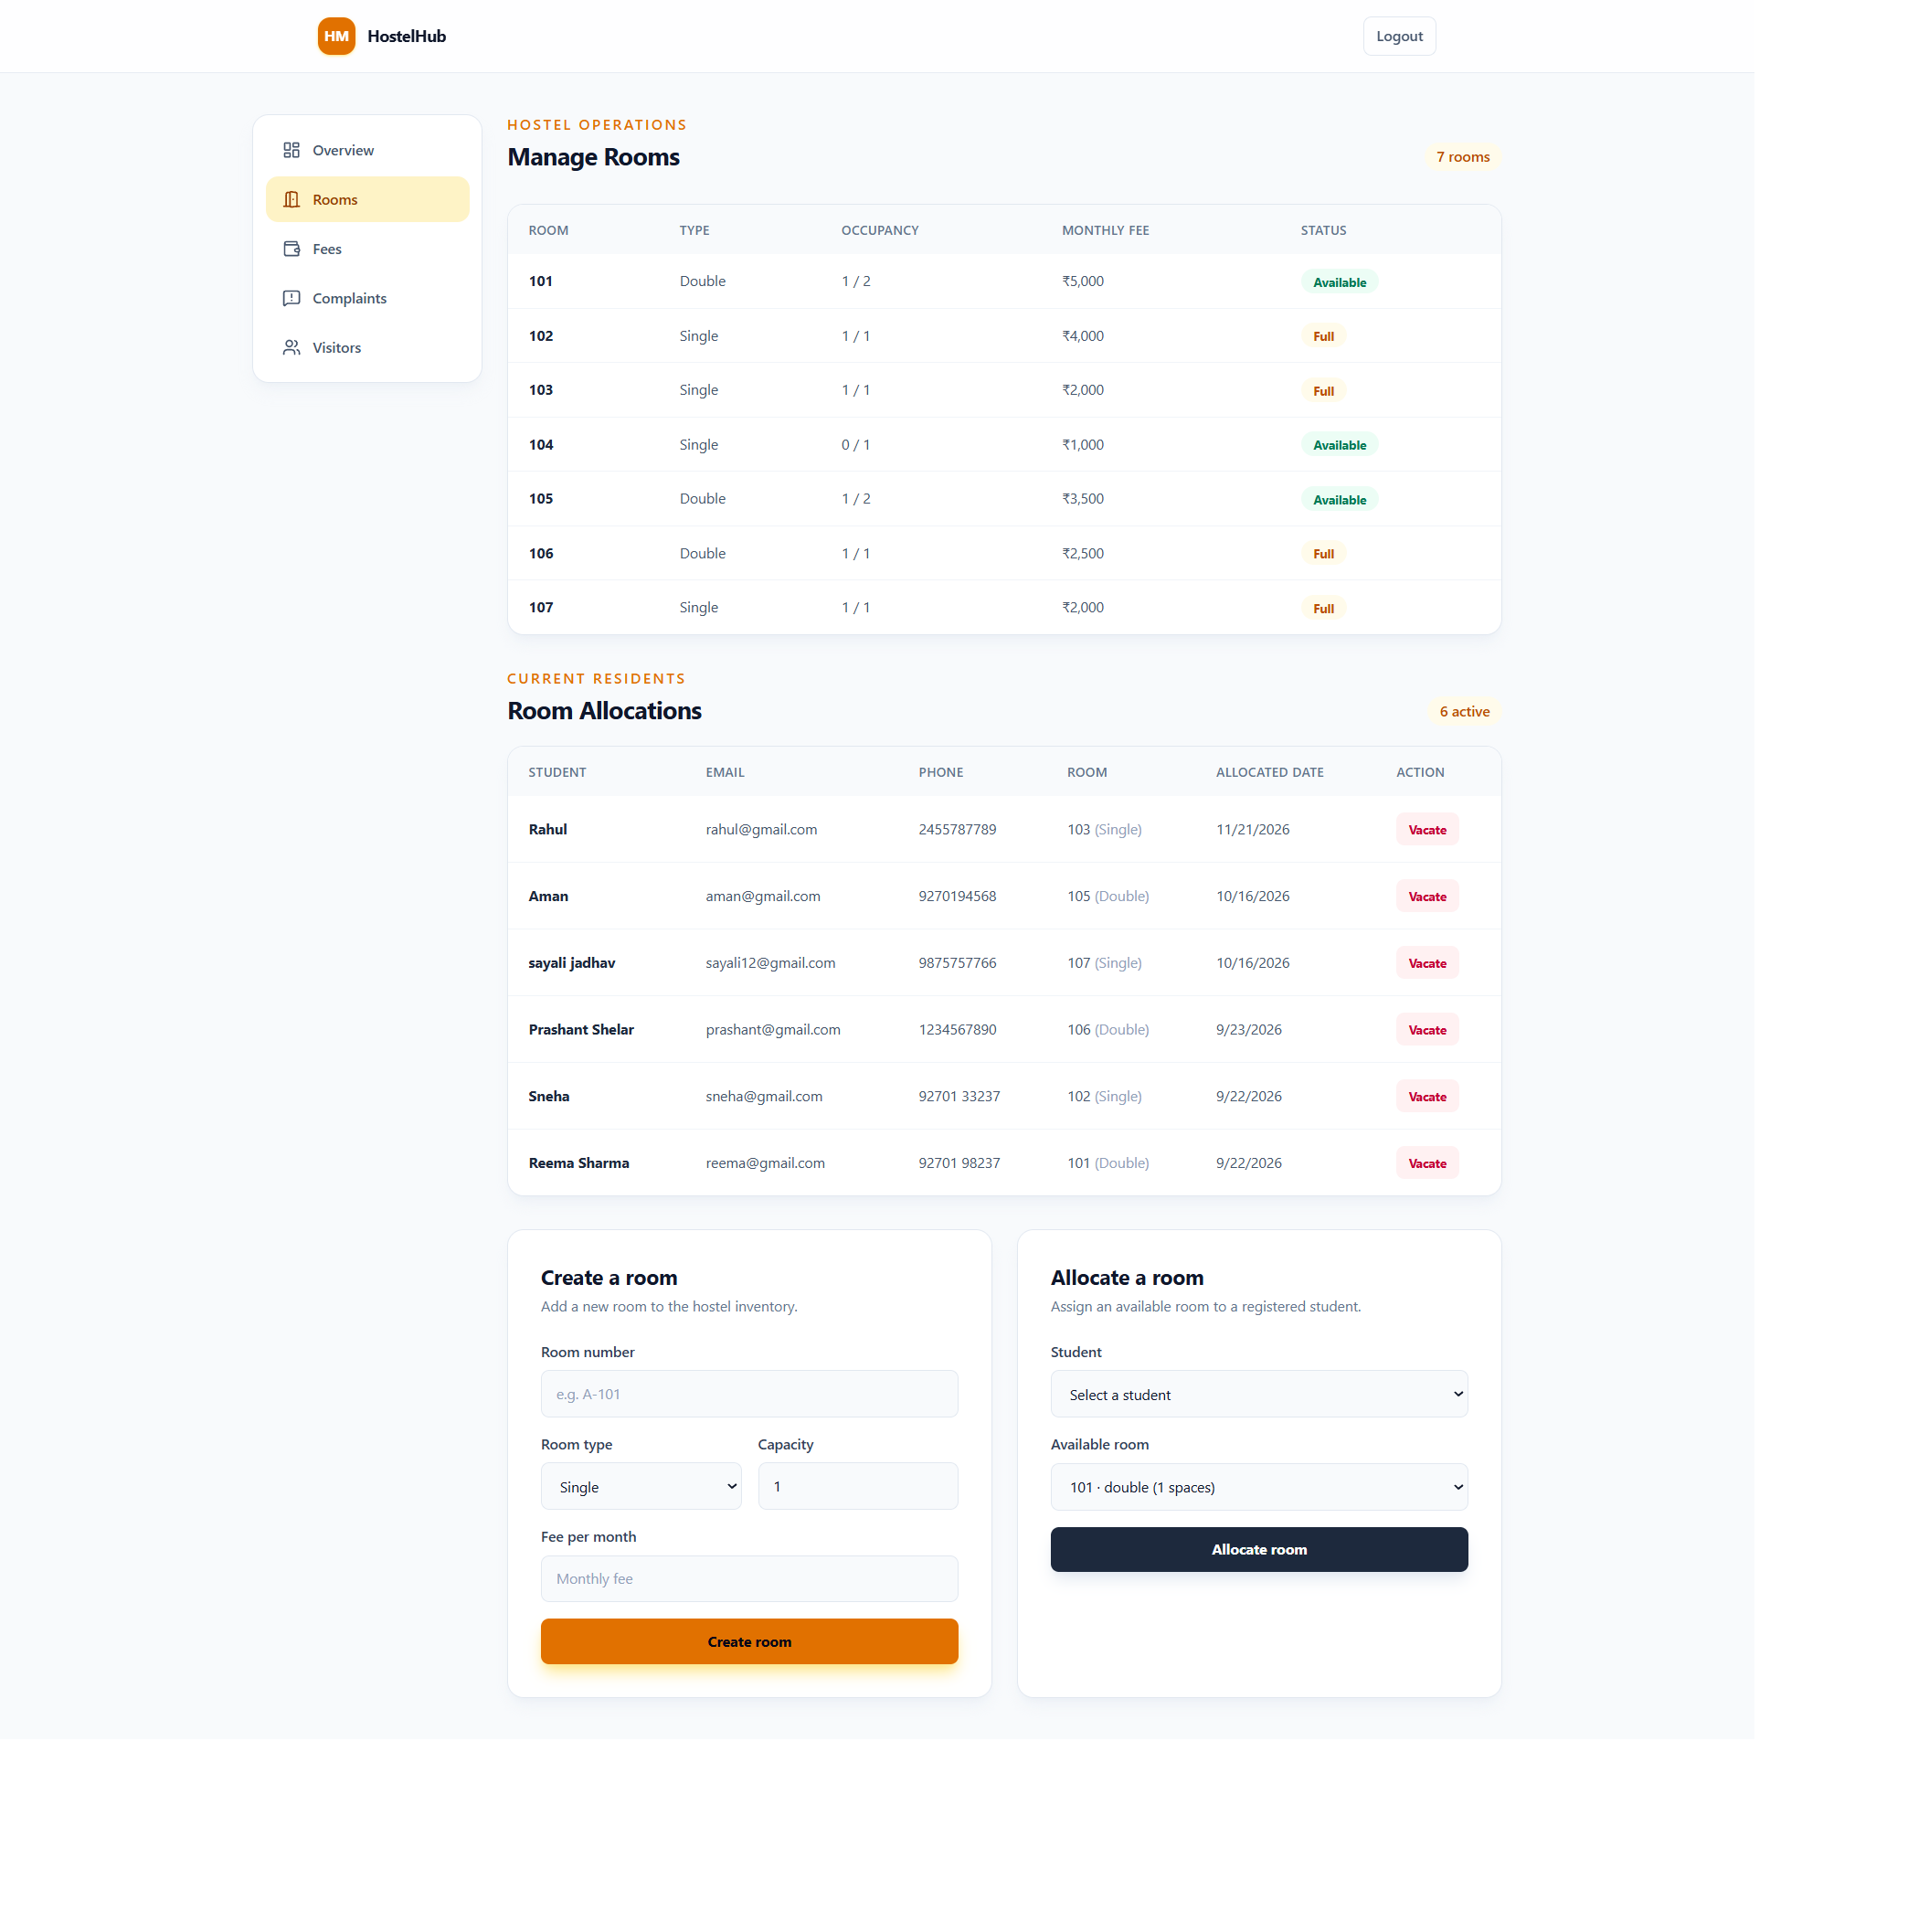 HM HostelHub Logout
Overview
Rooms
Fees
Complaints
Visitors
HOSTEL OPERATIONS
Manage Rooms
7 rooms
ROOM TYPE OCCUPANCY MONTHLY FEE STATUS
101 Double 1 / 2 ₹5,000 Available
102 Single 1 / 1 ₹4,000 Full
103 Single 1 / 1 ₹2,000 Full
104 Single 0 / 1 ₹1,000 Available
105 Double 1 / 2 ₹3,500 Available
106 Double 1 / 1 ₹2,500 Full
107 Single 1 / 1 ₹2,000 Full
CURRENT RESIDENTS
Room Allocations
6 active
STUDENT EMAIL PHONE ROOM ALLOCATED DATE ACTION
Rahul rahul@gmail.com 2455787789 103 (Single) 11/21/2026 Vacate
Aman aman@gmail.com 9270194568 105 (Double) 10/16/2026 Vacate
sayali jadhav sayali12@gmail.com 9875757766 107 (Single) 10/16/2026 Vacate
Prashant Shelar prashant@gmail.com 1234567890 106 (Double) 9/23/2026 Vacate
Sneha sneha@gmail.com 92701 33237 102 (Single) 9/22/2026 Vacate
Reema Sharma reema@gmail.com 92701 98237 101 (Double) 9/22/2026 Vacate
Create a room
Add a new room to the hostel inventory.
Room number
e.g. A-101
Room type Capacity
Single 1
Fee per month
Monthly fee
Create room
Allocate a room
Assign an available room to a registered student.
Student
Select a student
Available room
101 · double (1 spaces)
Allocate room